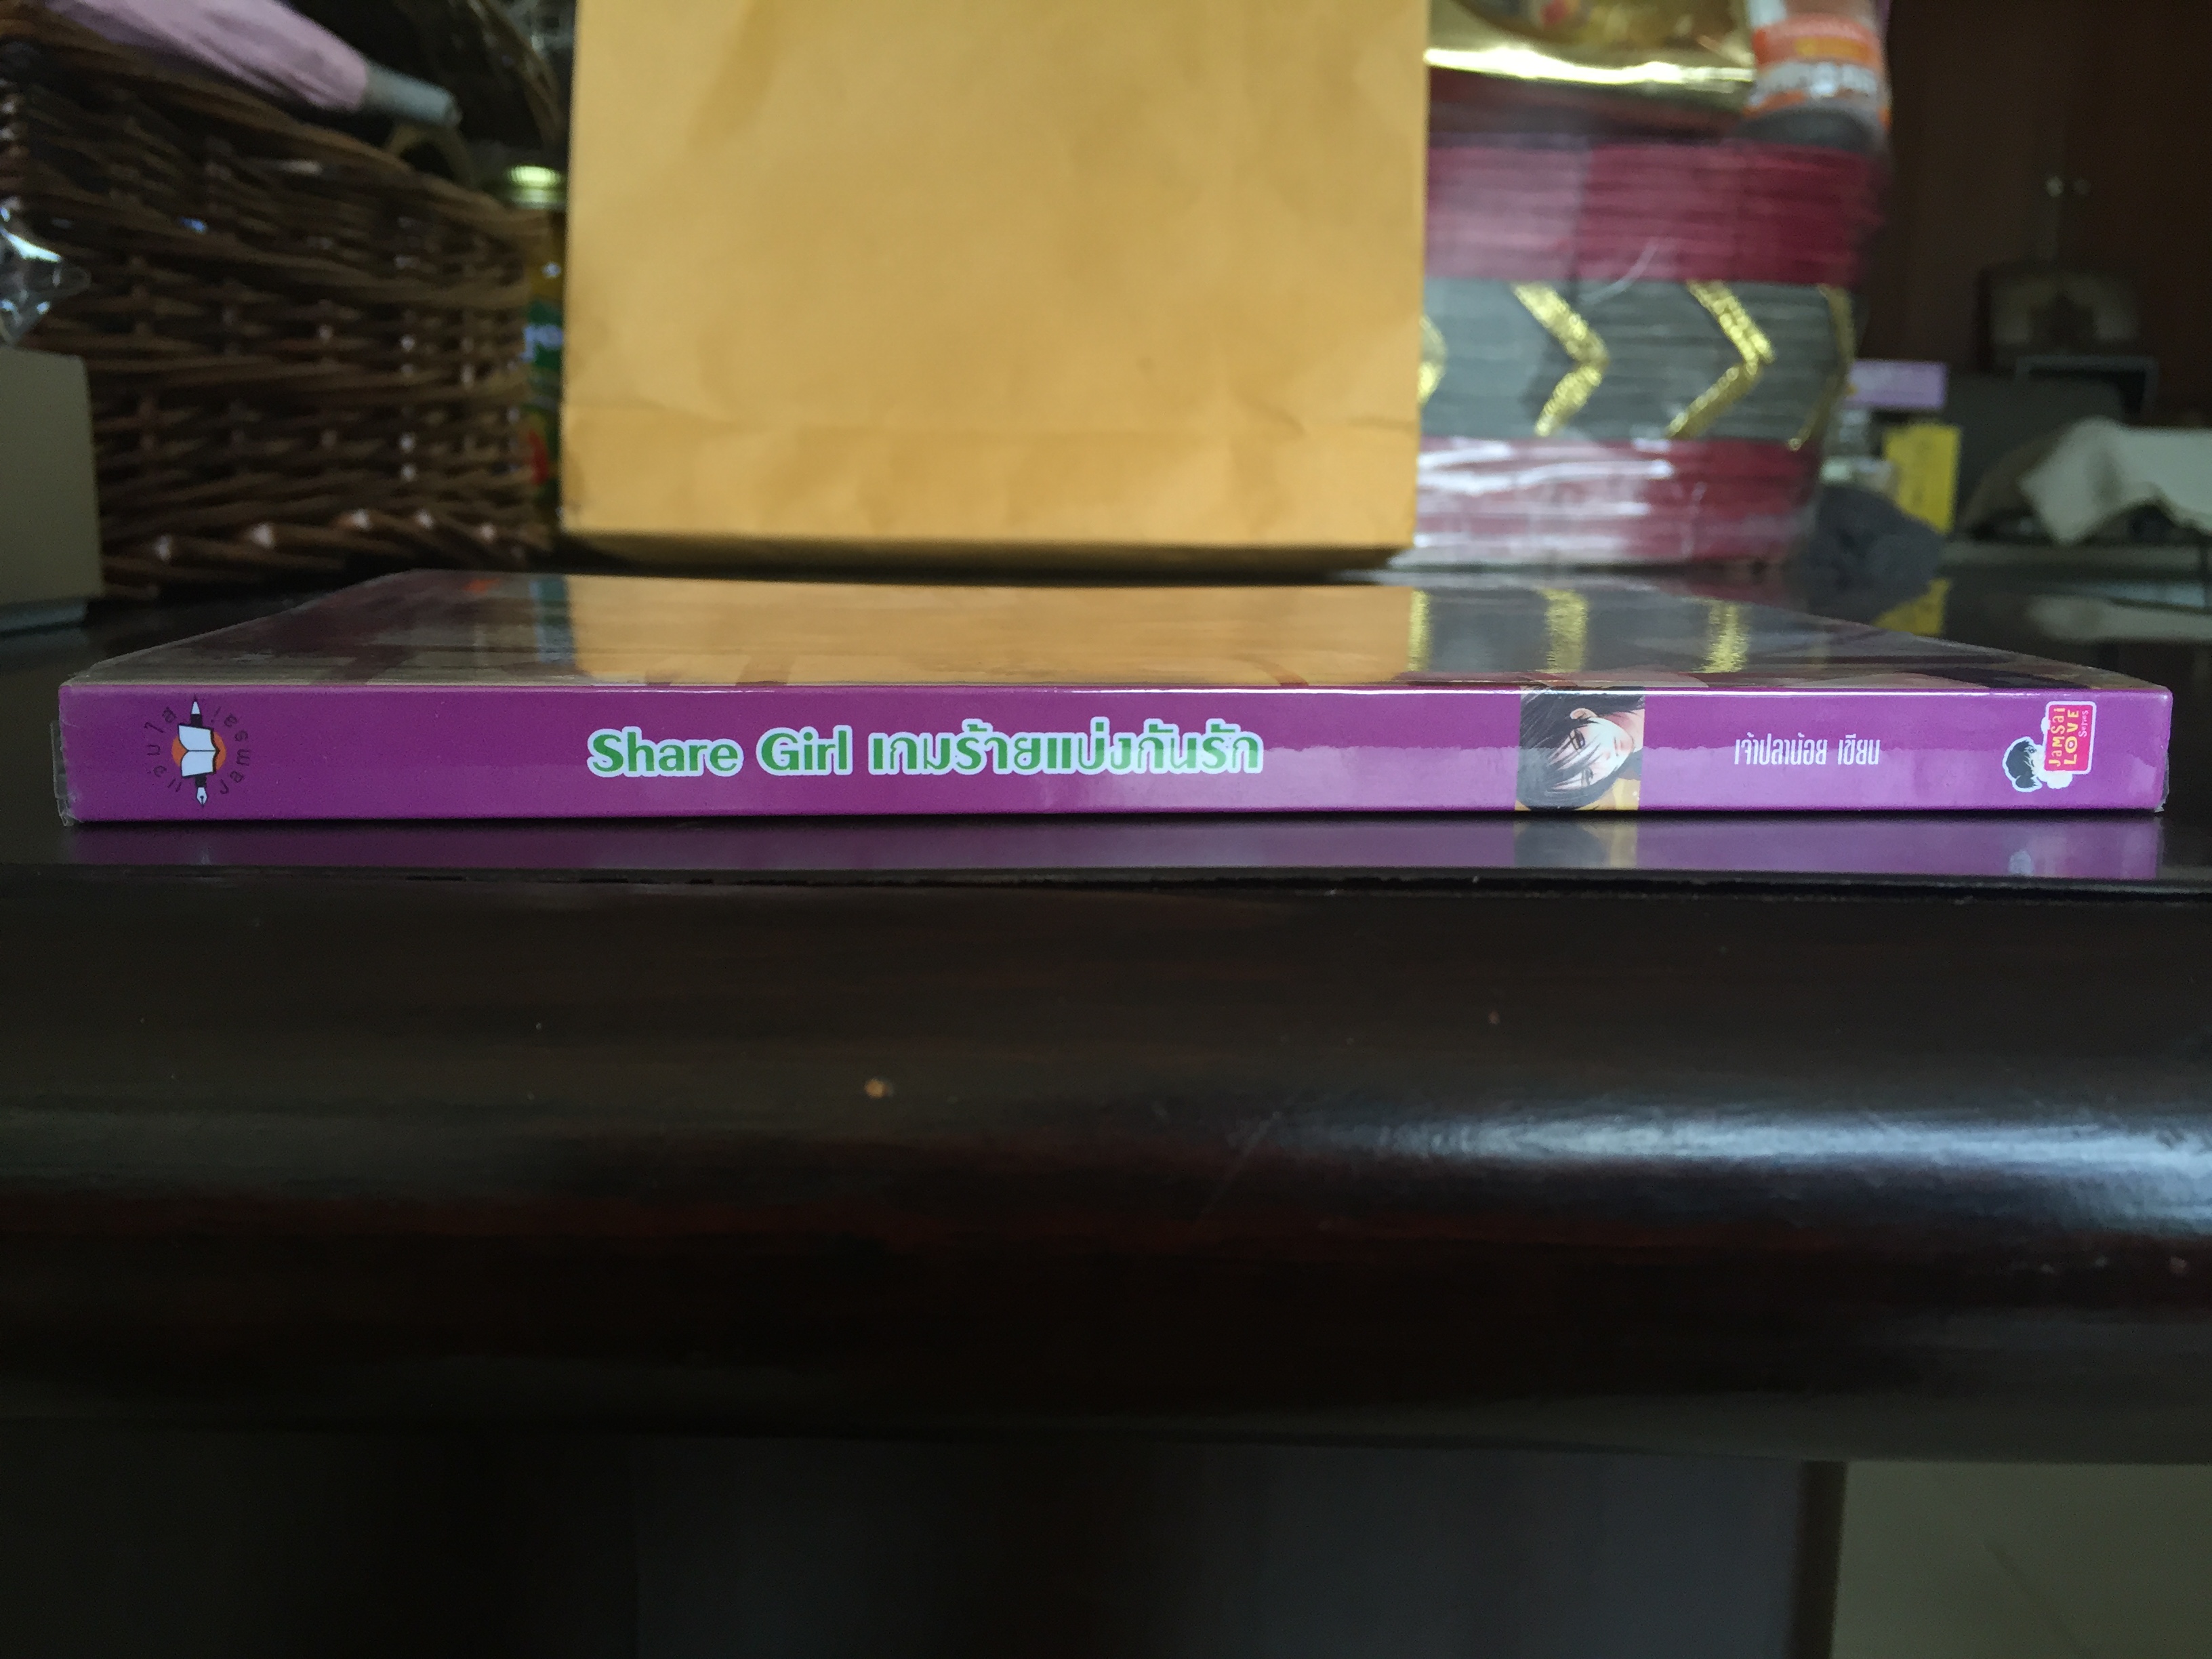 แจ่มใส
Jamsai
Share Girl เกมร้ายแบ่งกันรัก
เจ้าปลาน้อย เขียน
Jamsai
LOVE
Series